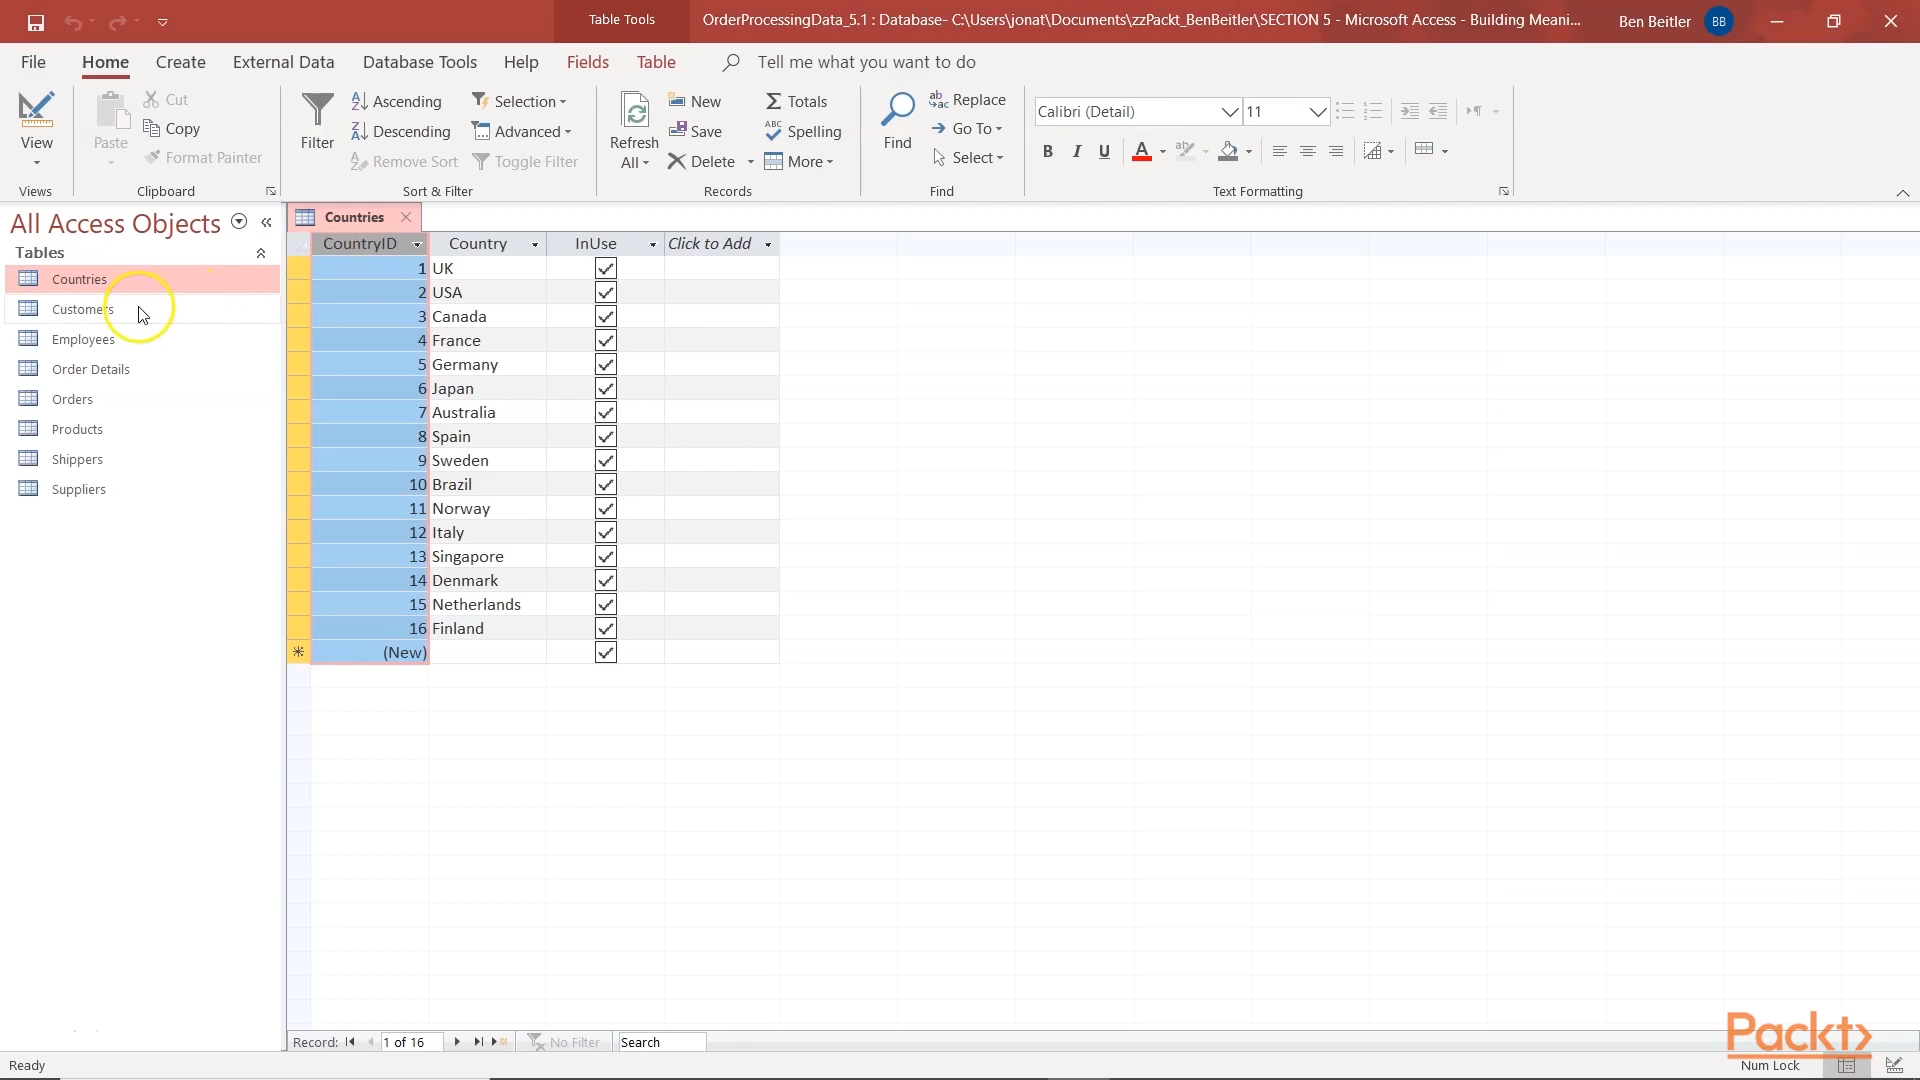 Table Tools
OrderProcessingData_5.1 : Database- C:\Users\jonat\Documents\zzPackt_BenBeitler\SECTION 5 - Microsoft Access - Building Meani...
Ben Beitler
BB
File
Home
Create
External Data
Database Tools
Help
Fields
Table
Tell me what you want to do
View
Views
Paste
Cut
Copy
Format Painter
Clipboard
Filter
Ascending
Descending
Remove Sort
Selection
Advanced
Toggle Filter
Sort & Filter
Refresh
All
New
Save
Delete
Totals
Spelling
More
Records
Find
Replace
Go To
Select
Find
Calibri (Detail)
11
B I U
Text Formatting
All Access Objects
Tables
Countries
Customers
Employees
Order Details
Orders
Products
Shippers
Suppliers
Countries
CountryID Country InUse Click to Add
1 UK
2 USA
3 Canada
4 France
5 Germany
6 Japan
7 Australia
8 Spain
9 Sweden
10 Brazil
11 Norway
12 Italy
13 Singapore
14 Denmark
15 Netherlands
16 Finland
(New)
Record: 1 of 16 No Filter Search
Packt
Ready
Num Lock